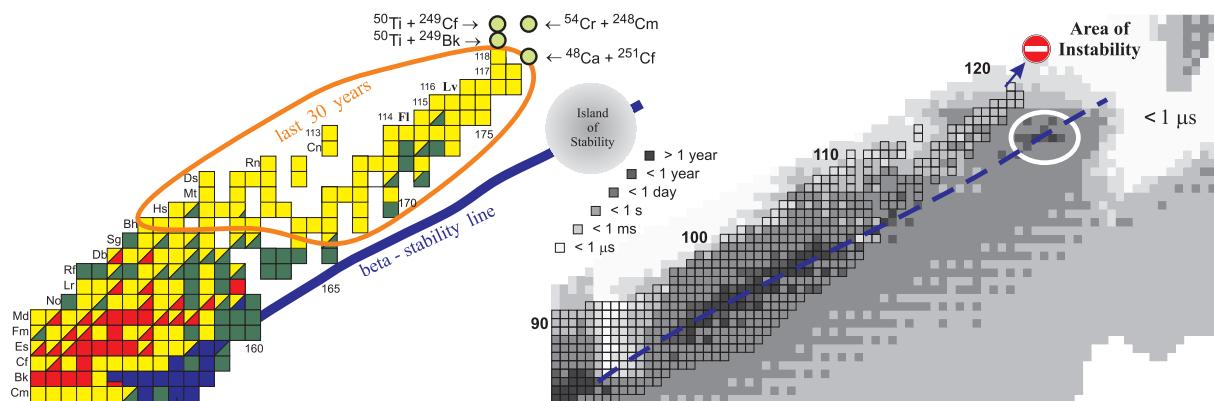 ⁵⁰Ti + ²⁴⁹Cf →
← ⁵⁴Cr + ²⁴⁸Cm
⁵⁰Ti + ²⁴⁹Bk →
← ⁴⁸Ca + ²⁵¹Cf
118
117
116 Lv
115
114 Fl
113
Cn
Rn
Ds
Mt
Hs
Bh
Sg
Db
Rf
Lr
No
Md
Fm
Es
Cf
Bk
Cm
last 30 years
175
170
165
160
beta - stability line
Island
of
Stability
> 1 year
< 1 year
< 1 day
< 1 s
< 1 ms
< 1 µs
Area of
Instability
120
110
100
90
< 1 µs